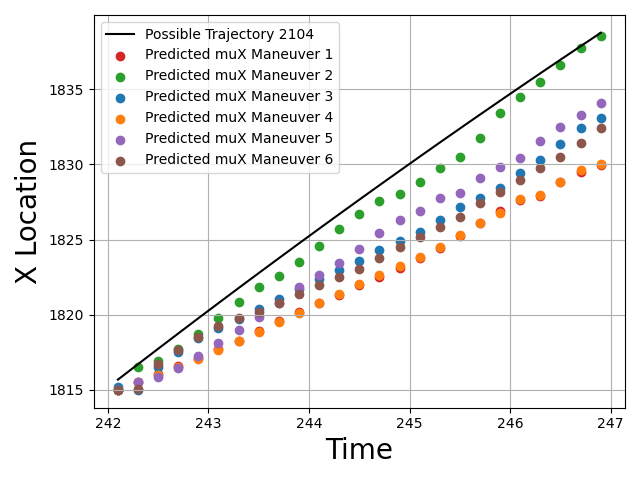 Possible Trajectory 2104
Predicted muX Maneuver 1
Predicted muX Maneuver 2
Predicted muX Maneuver 3
Predicted muX Maneuver 4
Predicted muX Maneuver 5
Predicted muX Maneuver 6
X Location
1835
1830
1825
1820
1815
242 243 244 245 246 247
Time